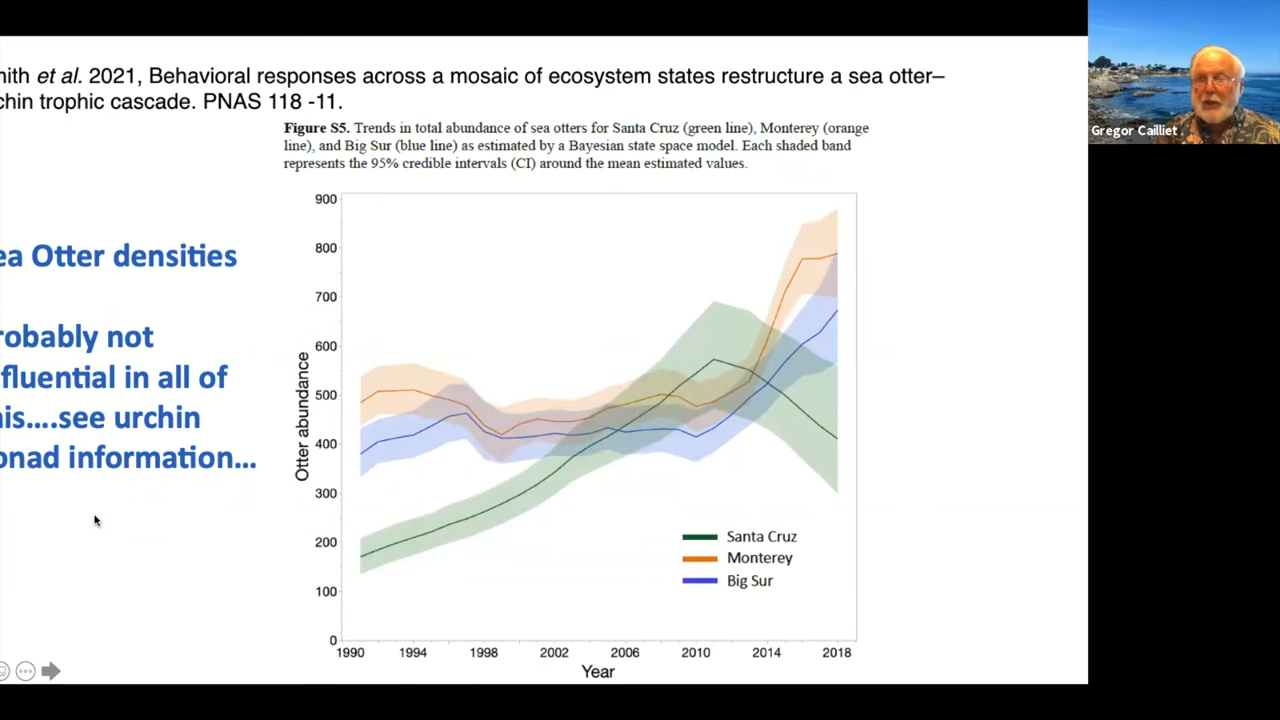 mith et al. 2021, Behavioral responses across a mosaic of ecosystem states restructure a sea otter–
chin trophic cascade. PNAS 118 -11.
Gregor Cailliet
Figure S5. Trends in total abundance of sea otters for Santa Cruz (green line), Monterey (orange
line), and Big Sur (blue line) as estimated by a Bayesian state space model. Each shaded band
represents the 95% credible intervals (CI) around the mean estimated values.
ea Otter densities
robably not
fluential in all of
his....see urchin
onad information...
Otter abundance
900
800
700
600
500
400
300
200
100
0
Santa Cruz
Monterey
Big Sur
1990 1994 1998 2002 2006 2010 2014 2018
Year